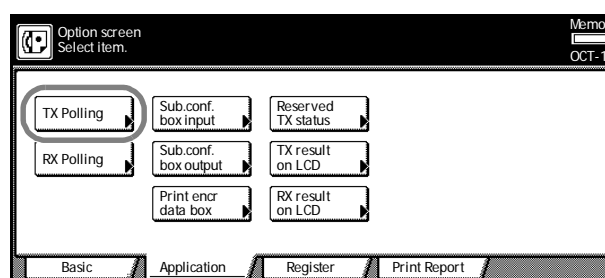 Option screen
Select item.
Memo
OCT-1
TX Polling
Sub.conf.
box input
Reserved
TX status
RX Polling
Sub.conf.
box output
TX result
on LCD
Print encr
data box
RX result
on LCD
Basic
Application
Register
Print Report